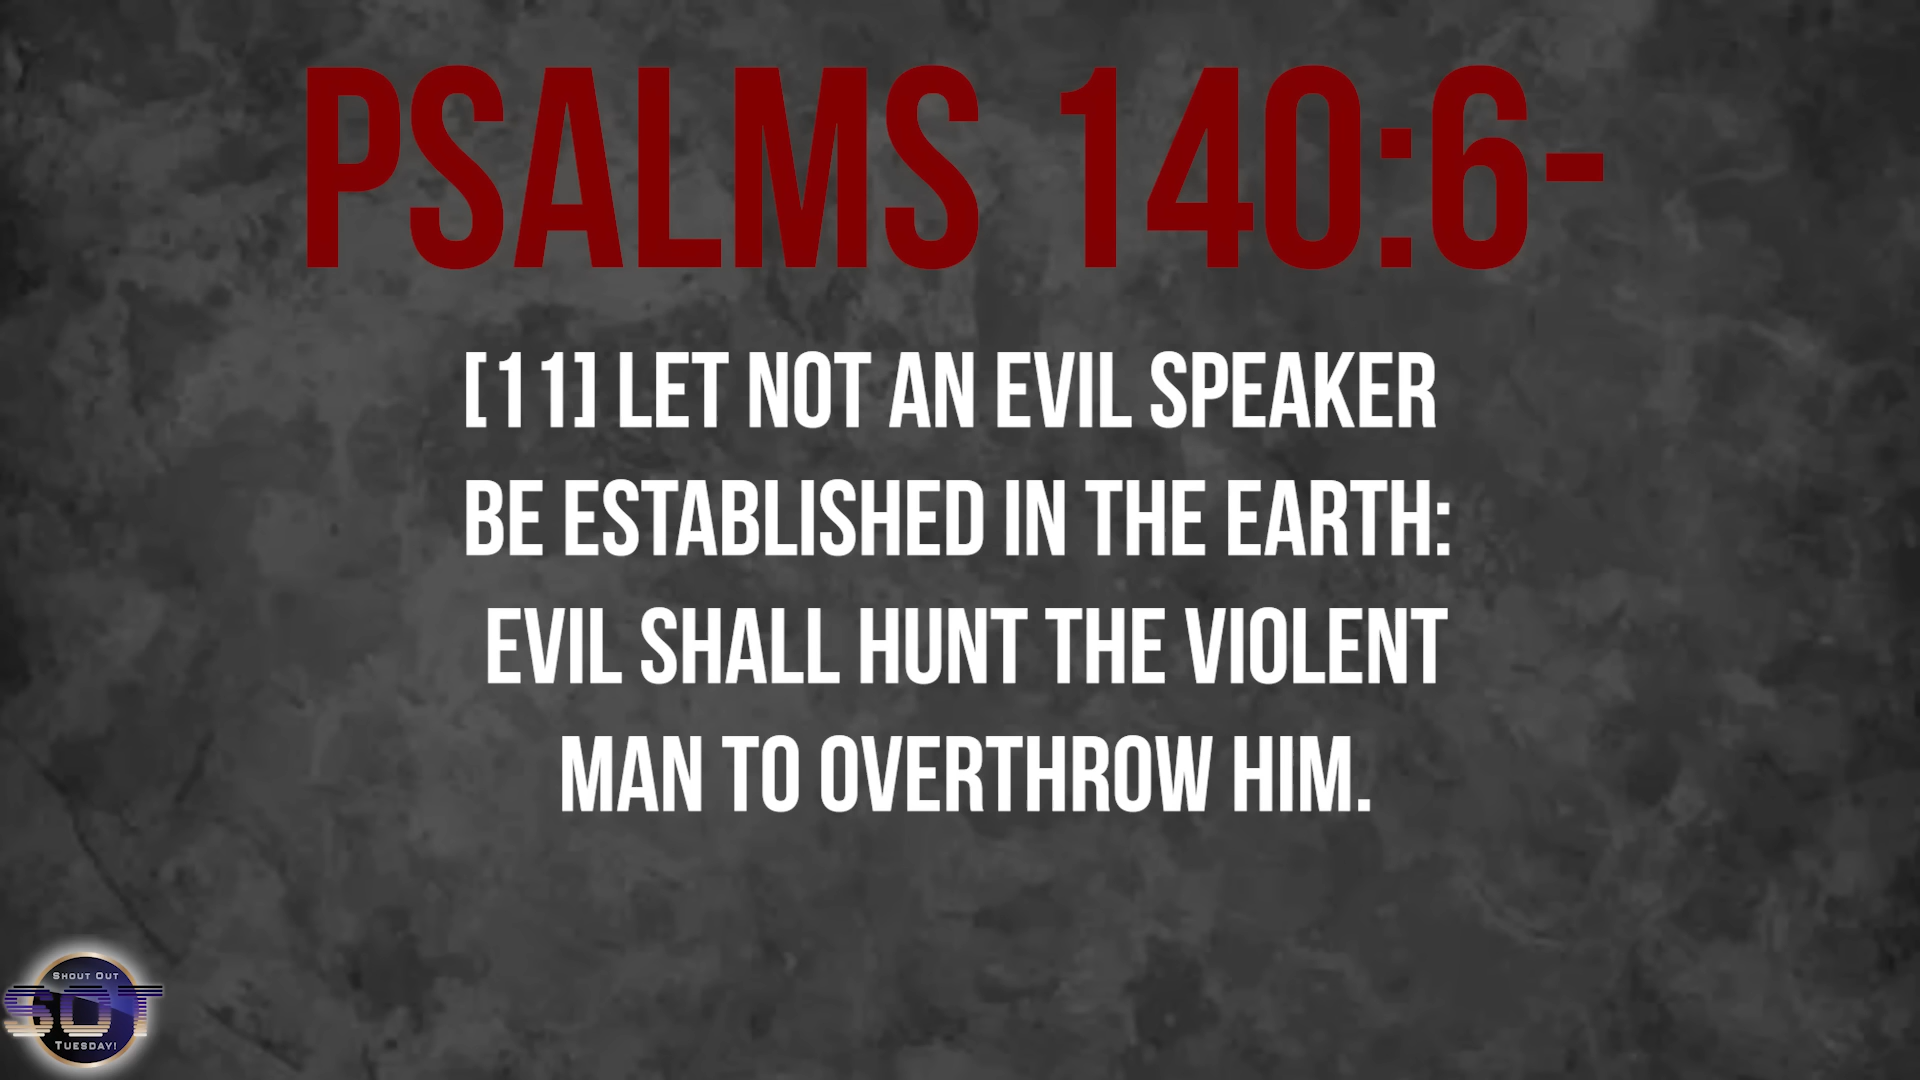 PSALMS 140:6-
[11] LET NOT AN EVIL SPEAKER
BE ESTABLISHED IN THE EARTH:
EVIL SHALL HUNT THE VIOLENT
MAN TO OVERTHROW HIM.
SHOUT OUT
SOT
TUESDAY!